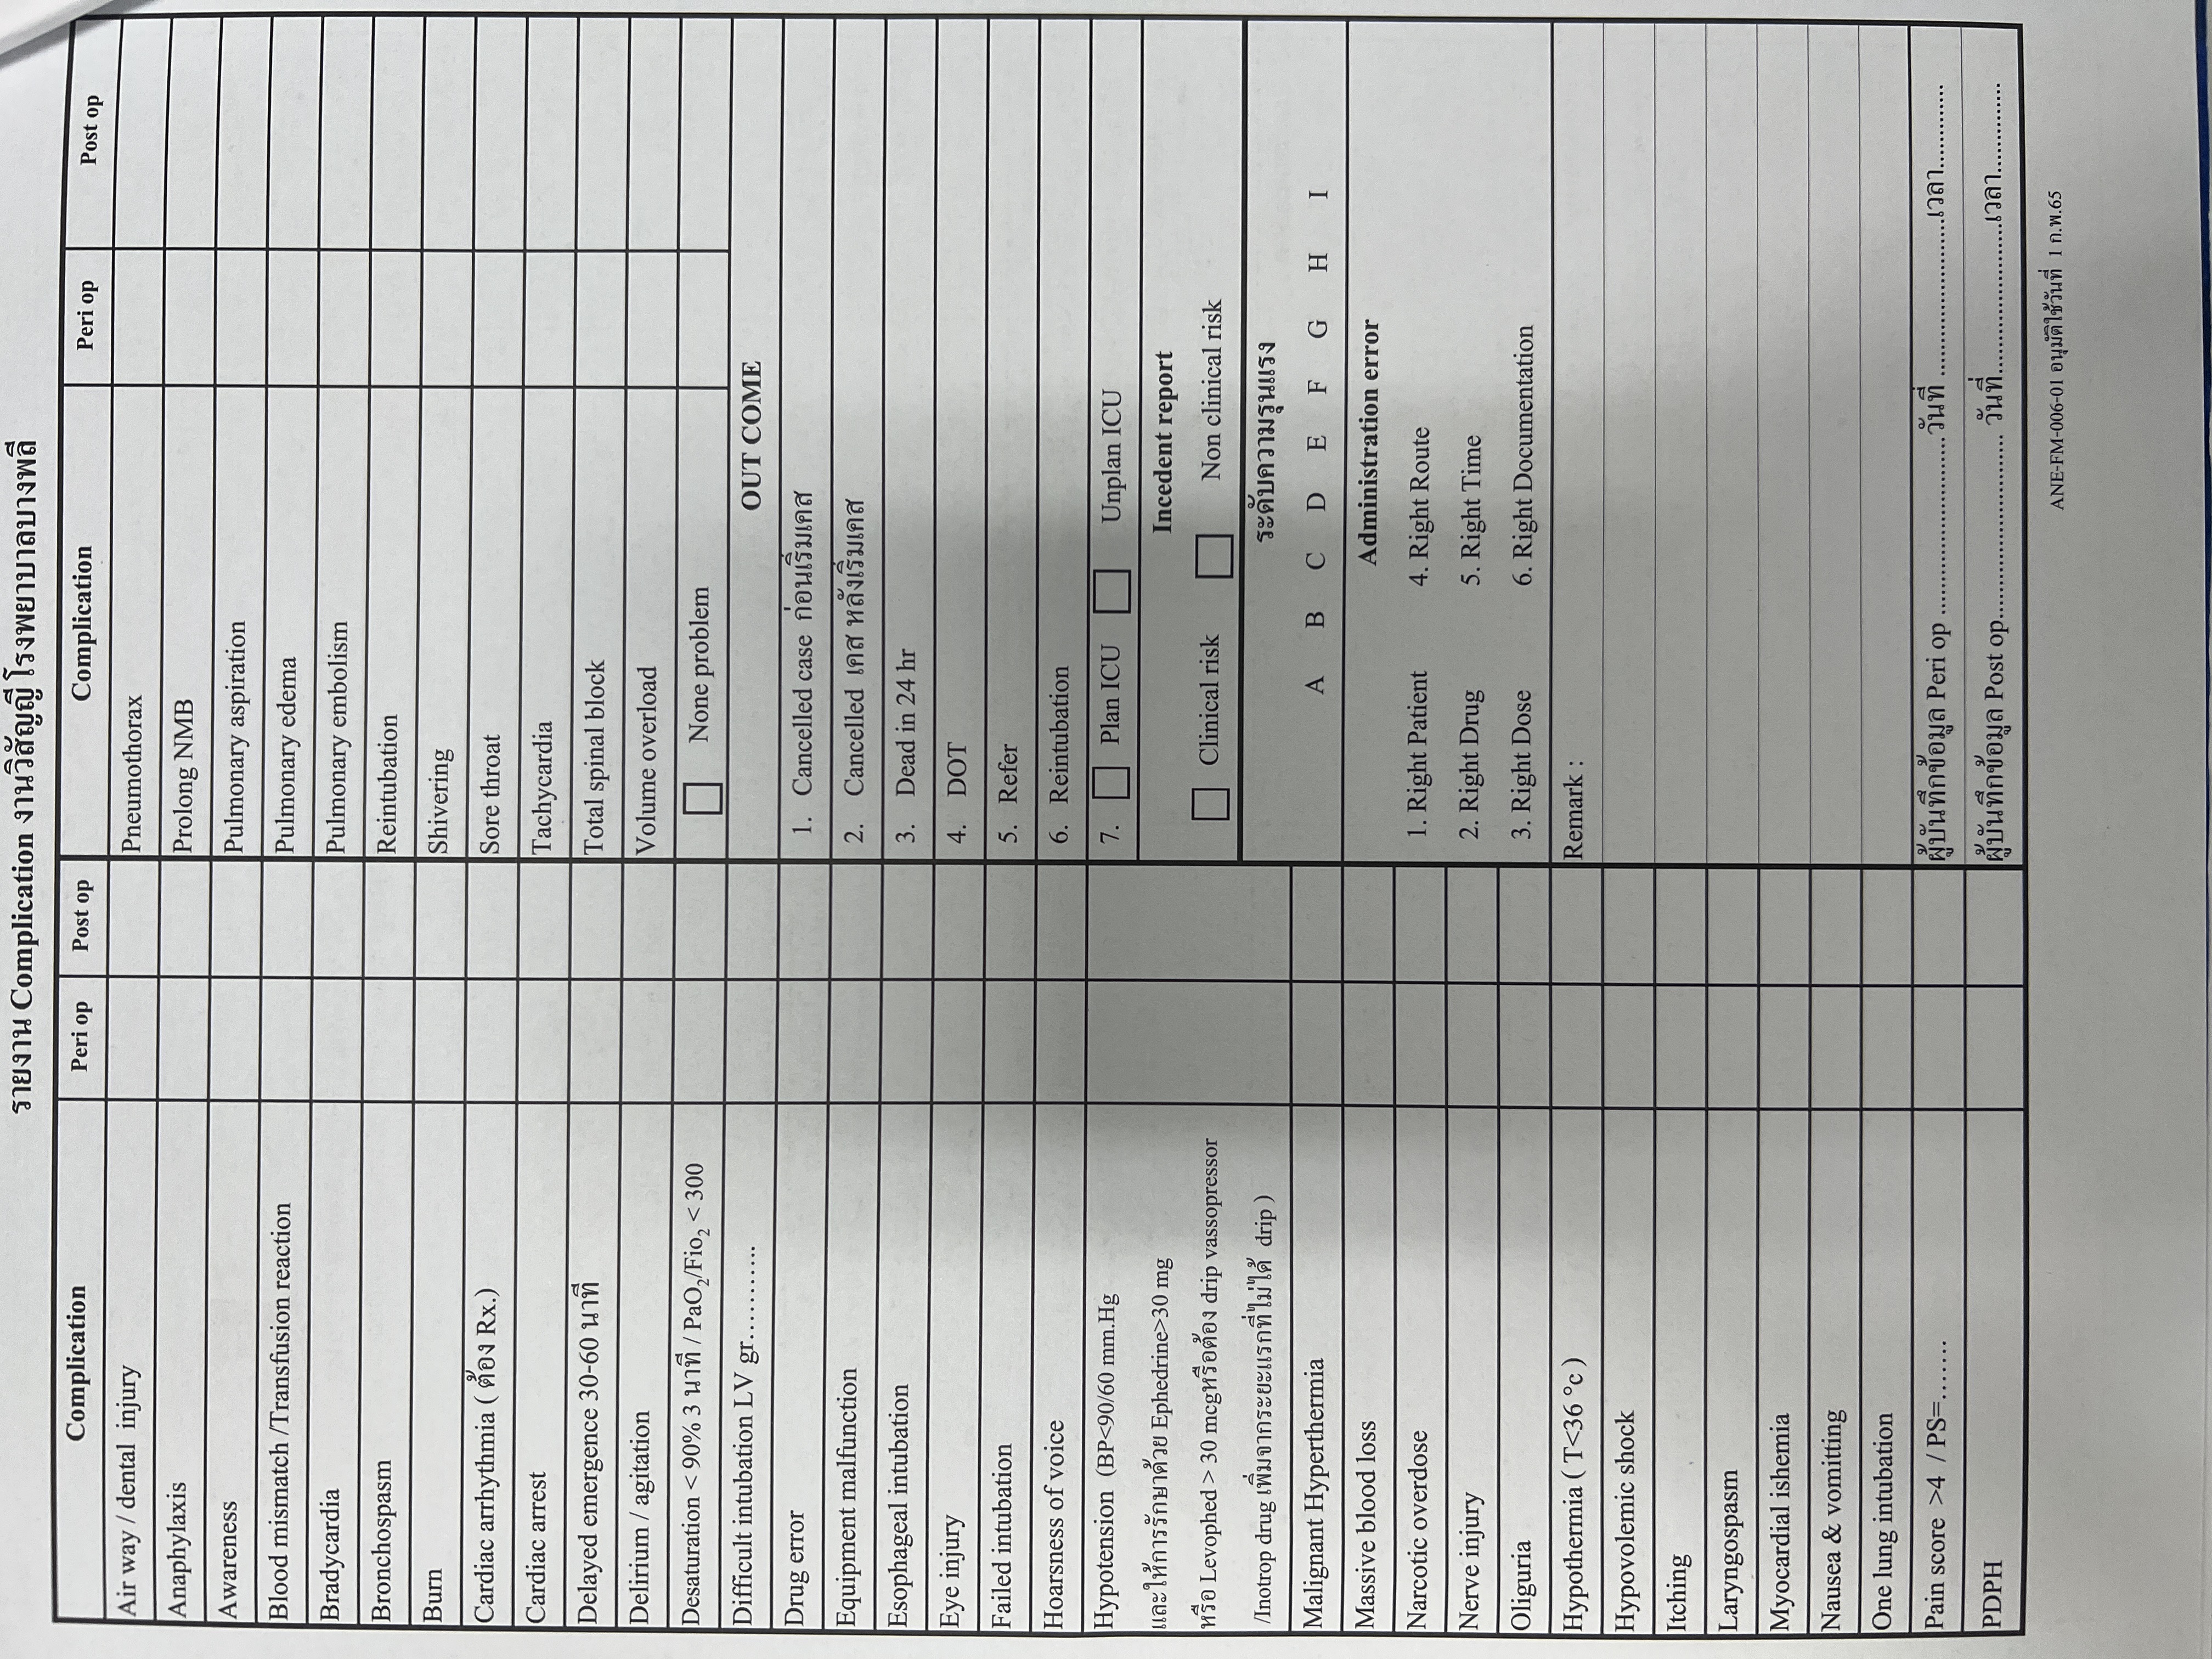 รายงาน Complication งานวิสัญญี โรงพยาบาลบางพลี
Complication Peri op Post op
Air way / dental injury
Anaphylaxis
Awareness
Blood mismatch /Transfusion reaction
Bradycardia
Bronchospasm
Burn
Cardiac arrhythmia ( ต้อง Rx.)
Cardiac arrest
Delayed emergence 30-60 นาที
Delirium / agitation
Desaturation < 90% 3 นาที / PaO₂/Fio₂ < 300
Difficult intubation LV gr...........
Drug error
Equipment malfunction
Esophageal intubation
Eye injury
Failed intubation
Hoarsness of voice
Hypotension (BP<90/60 mm.Hg
และให้การรักษาด้วย Ephedrine>30 mg
หรือ Levophed > 30 mcgหรือต้อง drip vassopressor
/Inotrop drug เพิ่มจากระยะแรกที่ไม่ได้ drip )
Malignant Hyperthermia
Massive blood loss
Narcotic overdose
Nerve injury
Oliguria
Hypothermia ( T<36 °c )
Hypovolemic shock
Itching
Laryngospasm
Myocardial ishemia
Nausea & vomitting
One lung intubation
Pain score >4 / PS=.......
PDPH
Complication Peri op Post op
Pneumothorax
Prolong NMB
Pulmonary aspiration
Pulmonary edema
Pulmonary embolism
Reintubation
Shivering
Sore throat
Tachycardia
Total spinal block
Volume overload
None problem
OUT COME
1. Cancelled case ก่อนเริ่มเคส
2. Cancelled เคส หลังเริ่มเคส
3. Dead in 24 hr
4. DOT
5. Refer
6. Reintubation
7. Plan ICU Unplan ICU
Incedent report
Clinical risk Non clinical risk
ระดับความรุนแรง
A B C D E F G H I
Administration error
1. Right Patient 4. Right Route
2. Right Drug 5. Right Time
3. Right Dose 6. Right Documentation
Remark :
ผู้บันทึกข้อมูล Peri op ..........................วันที่ .......................เวลา............
ผู้บันทึกข้อมูล Post op........................... วันที่......................เวลา.............
ANE-FM-006-01 อนุมัติใช้วันที่ 1 ก.พ.65